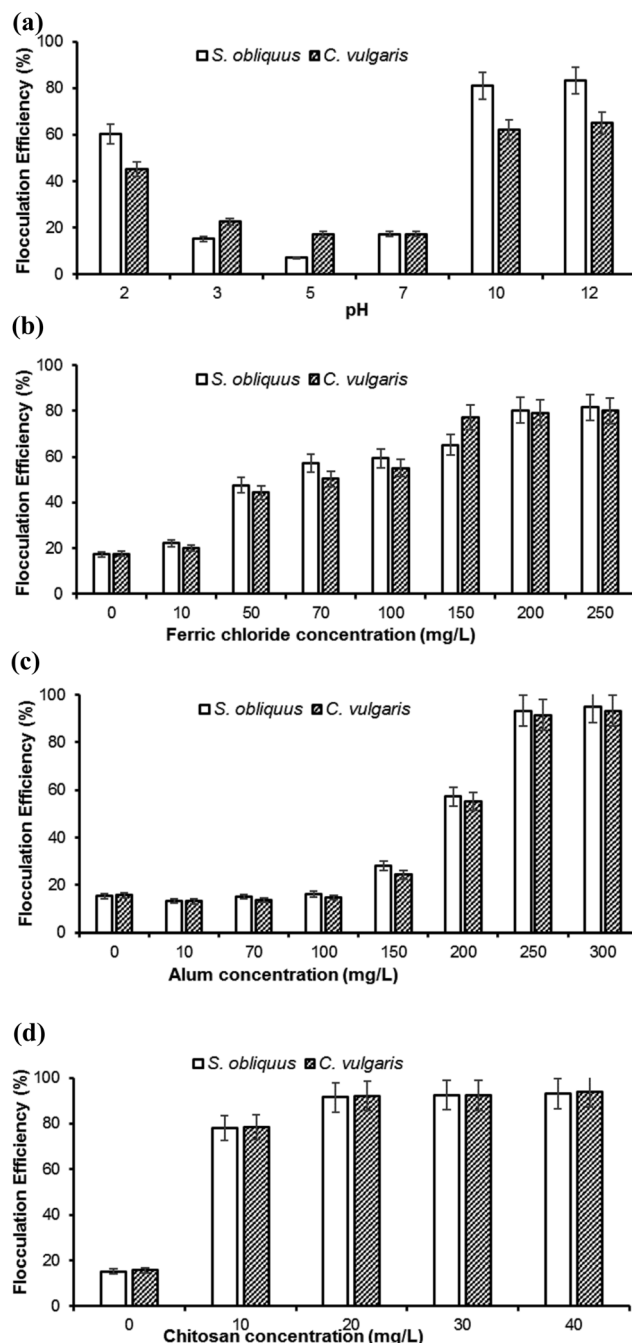 (a)
S. obliquus C. vulgaris
Flocculation Efficiency (%)
100
80
60
40
20
0
2 3 5 7 10 12
pH
(b)
S. obliquus C. vulgaris
Flocculation Efficiency (%)
100
80
60
40
20
0
0 10 50 70 100 150 200 250
Ferric chloride concentration (mg/L)
(c)
S. obliquus C. vulgaris
Flocculation Efficiency (%)
100
80
60
40
20
0
0 10 70 100 150 200 250 300
Alum concentration (mg/L)
(d)
S. obliquus C. vulgaris
Flocculation Efficiency (%)
100
80
60
40
20
0
0 10 20 30 40
Chitosan concentration (mg/L)